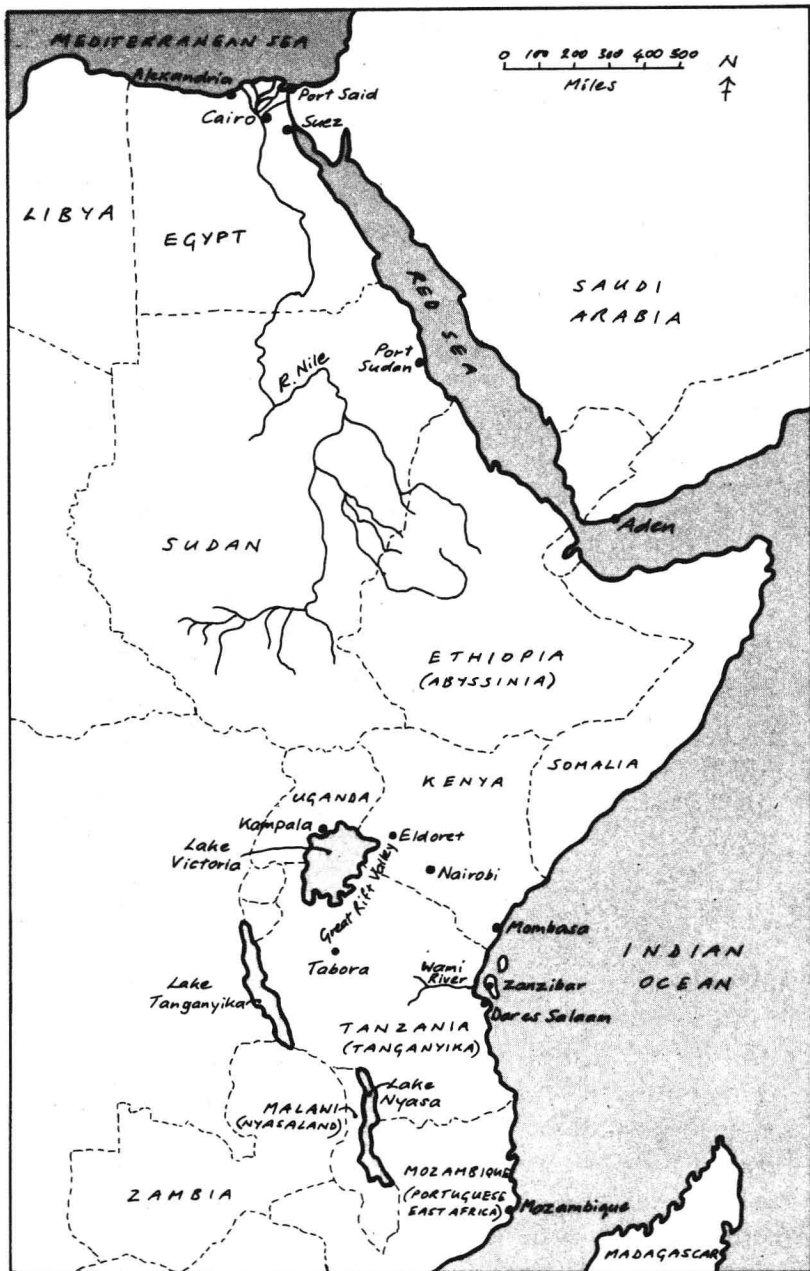 MEDITERRANEAN SEA
0 100 200 300 400 500
Miles
N
Alexandria
Port Said
Cairo
Suez
LIBYA
EGYPT
RED SEA
SAUDI
ARABIA
Port
Sudan
R. Nile
Aden
SUDAN
ETHIOPIA
(ABYSSINIA)
SOMALIA
KENYA
UGANDA
Kampala
Eldoret
Lake
Victoria
Nairobi
Great Rift Valley
Mombasa
INDIAN
OCEAN
Tabora
Wami
River
Zanzibar
Lake
Tanganyika
Dar es Salaam
TANZANIA
(TANGANYIKA)
Lake
Nyasa
MALAWI
(NYASALAND)
MOZAMBIQUE
(PORTUGUESE
EAST AFRICA)
Mozambique
ZAMBIA
MADAGASCAR